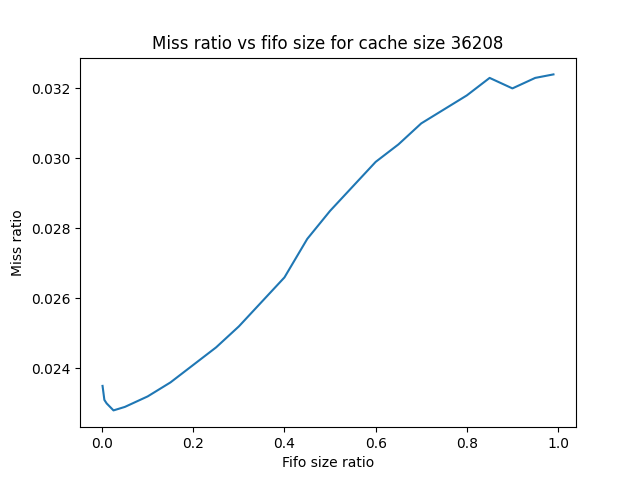 Miss ratio vs fifo size for cache size 36208
Miss ratio
0.032
0.030
0.028
0.026
0.024
0.0 0.2 0.4 0.6 0.8 1.0
Fifo size ratio